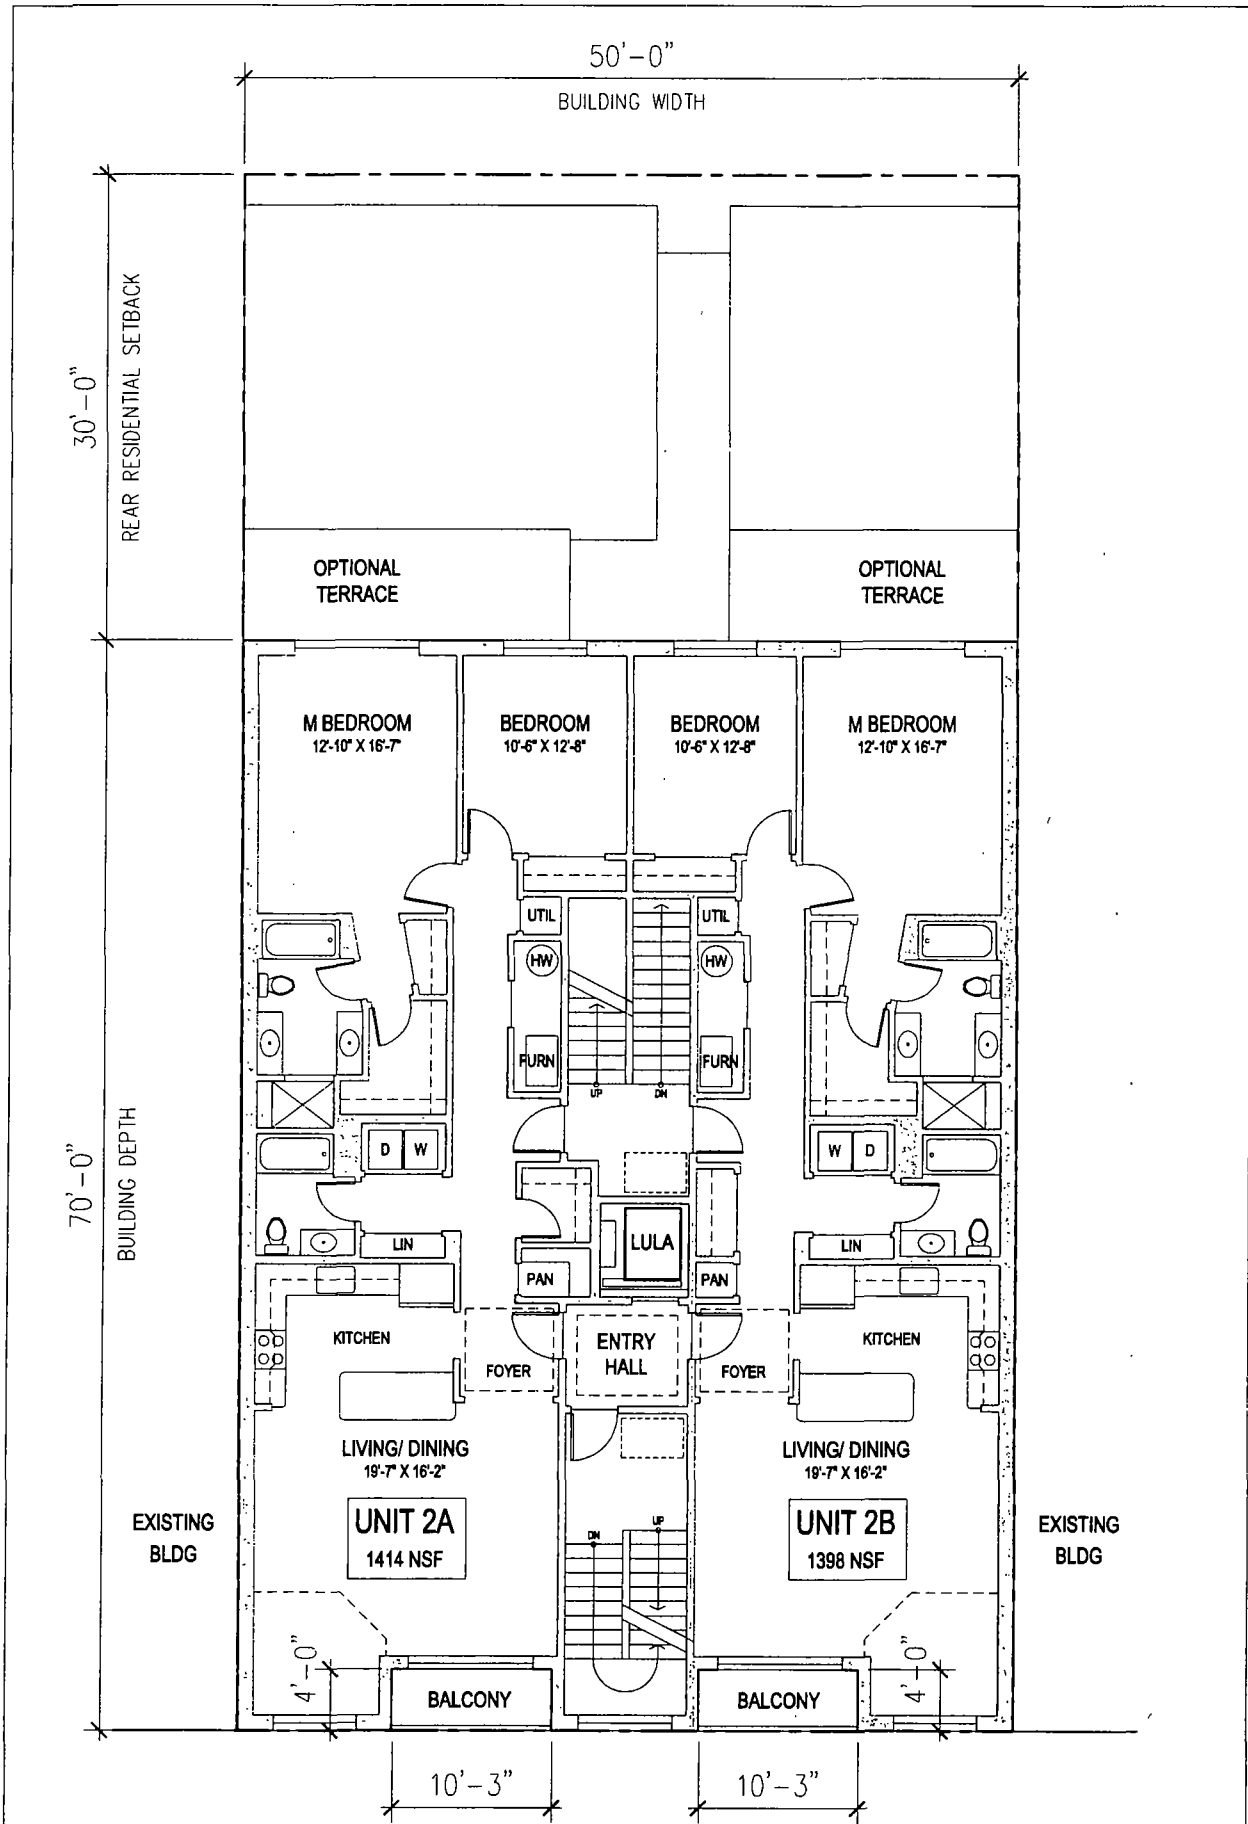 50'-0"
BUILDING WIDTH
30'-0"
REAR RESIDENTIAL SETBACK
OPTIONAL
TERRACE
OPTIONAL
TERRACE
M BEDROOM
12'-10" X 16'-7"
BEDROOM
10'-6" X 12'-8"
BEDROOM
10'-6" X 12'-8"
M BEDROOM
12'-10" X 16'-7"
UTIL
UTIL
HW
HW
FURN
FURN
UP
DN
70'-0"
BUILDING DEPTH
D
W
W
D
LIN
LULA
LIN
PAN
PAN
KITCHEN
FOYER
ENTRY
HALL
FOYER
KITCHEN
LIVING/ DINING
19'-7" X 16'-2"
LIVING/ DINING
19'-7" X 16'-2"
UNIT 2A
1414 NSF
UNIT 2B
1398 NSF
EXISTING
BLDG
EXISTING
BLDG
DN
UP
4'-0"
4'-0"
BALCONY
BALCONY
10'-3"
10'-3"